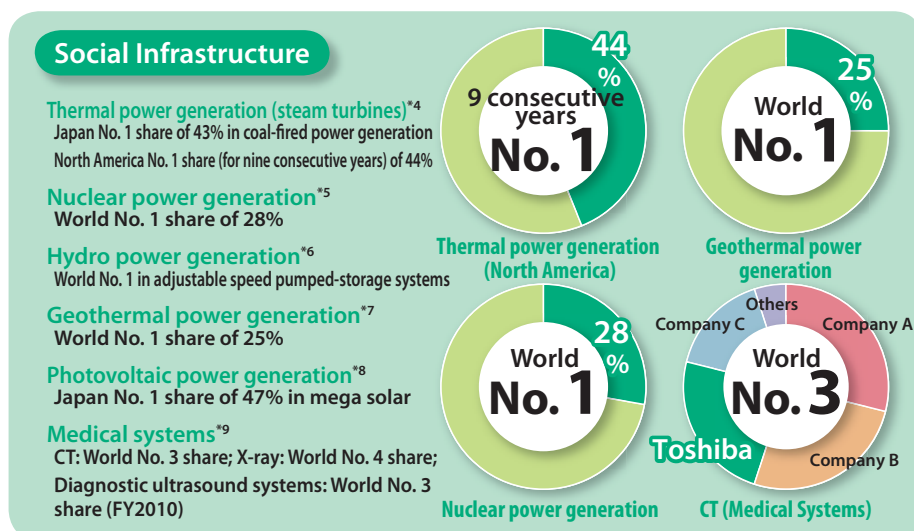 Social Infrastructure
Thermal power generation (steam turbines)*4
Japan No. 1 share of 43% in coal-fired power generation
North America No. 1 share (for nine consecutive years) of 44%
Nuclear power generation*5
World No. 1 share of 28%
Hydro power generation*6
World No. 1 in adjustable speed pumped-storage systems
Geothermal power generation*7
World No. 1 share of 25%
Photovoltaic power generation*8
Japan No. 1 share of 47% in mega solar
Medical systems*9
CT: World No. 3 share; X-ray: World No. 4 share;
Diagnostic ultrasound systems: World No. 3
share (FY2010)
44
%
9 consecutive
years
No. 1
Thermal power generation
(North America)
25
%
World
No. 1
Geothermal power
generation
28
%
World
No. 1
Nuclear power generation
Others
Company C
Company A
World
No. 3
Toshiba
Company B
CT (Medical Systems)